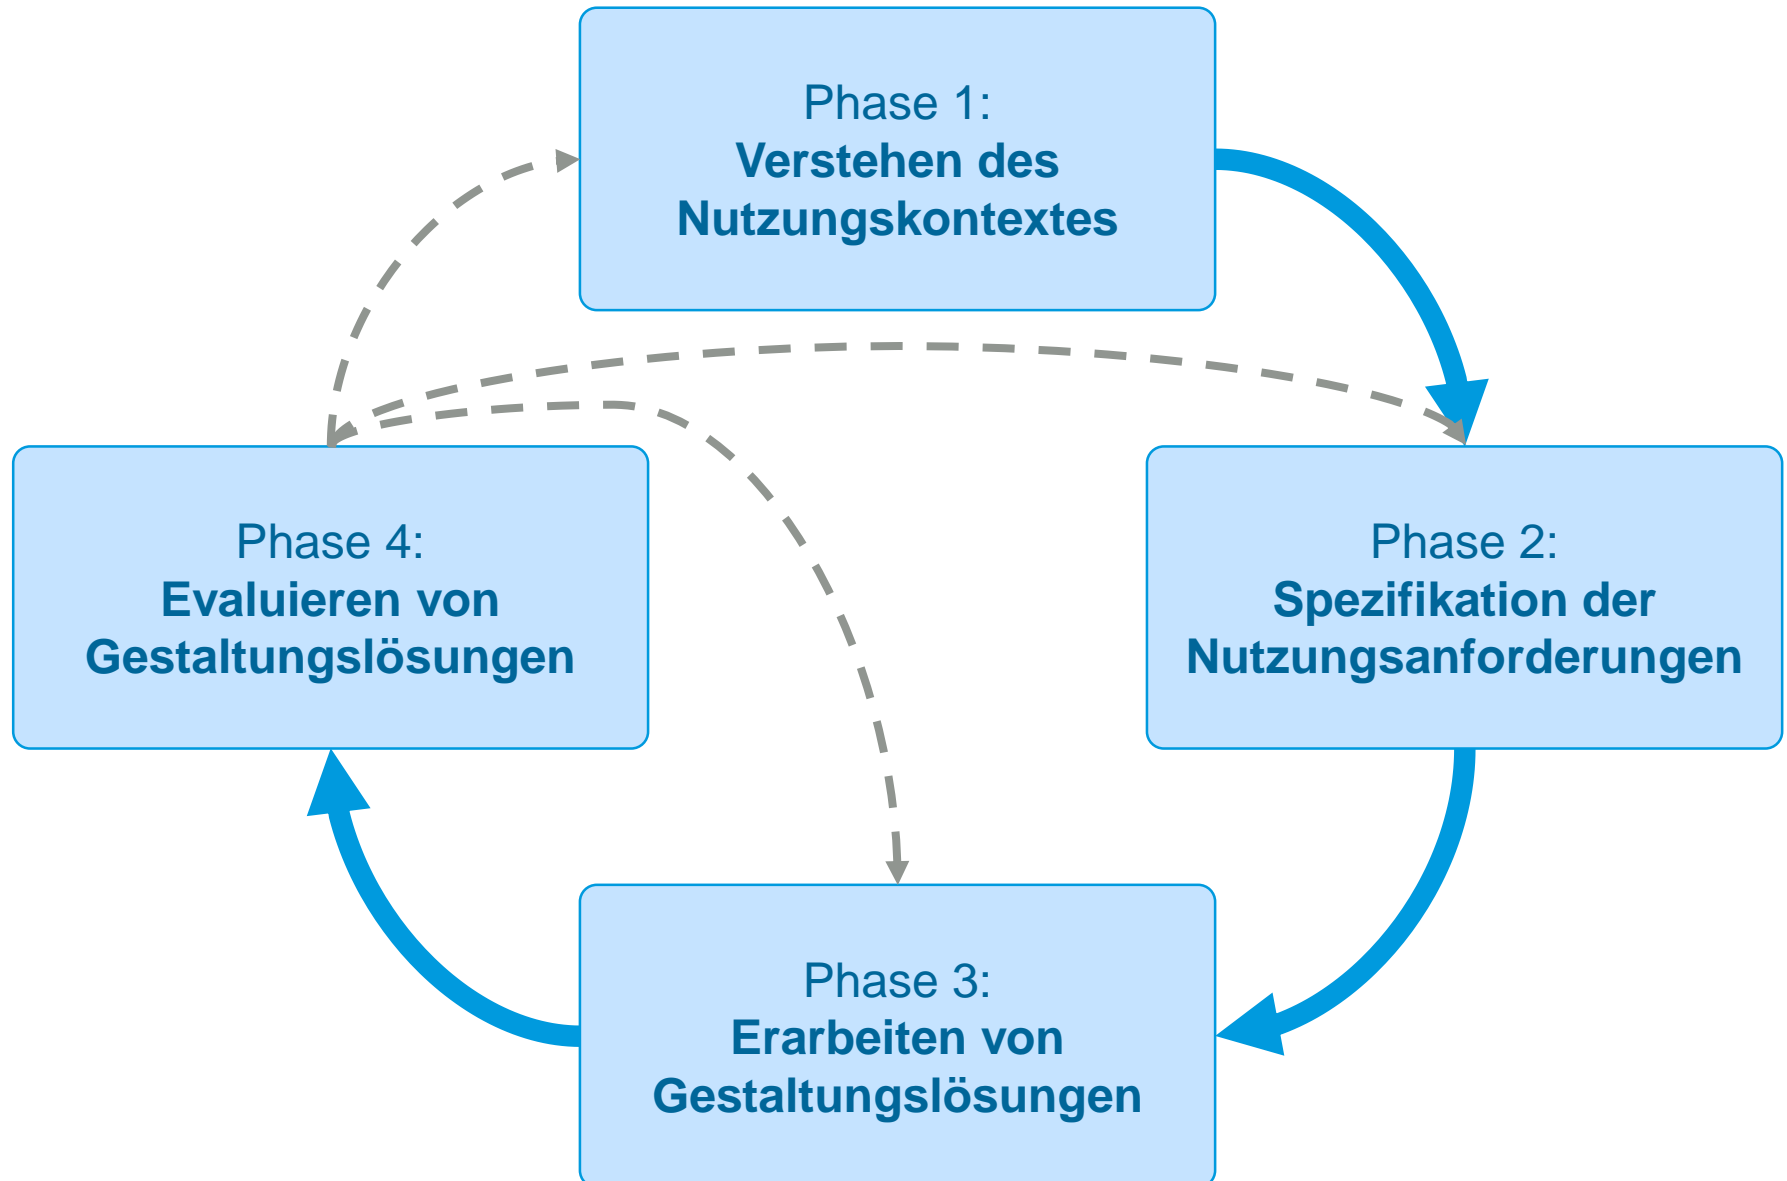 Phase 1:
Verstehen des
Nutzungskontextes
Phase 2:
Spezifikation der
Nutzungsanforderungen
Phase 3:
Erarbeiten von
Gestaltungslösungen
Phase 4:
Evaluieren von
Gestaltungslösungen